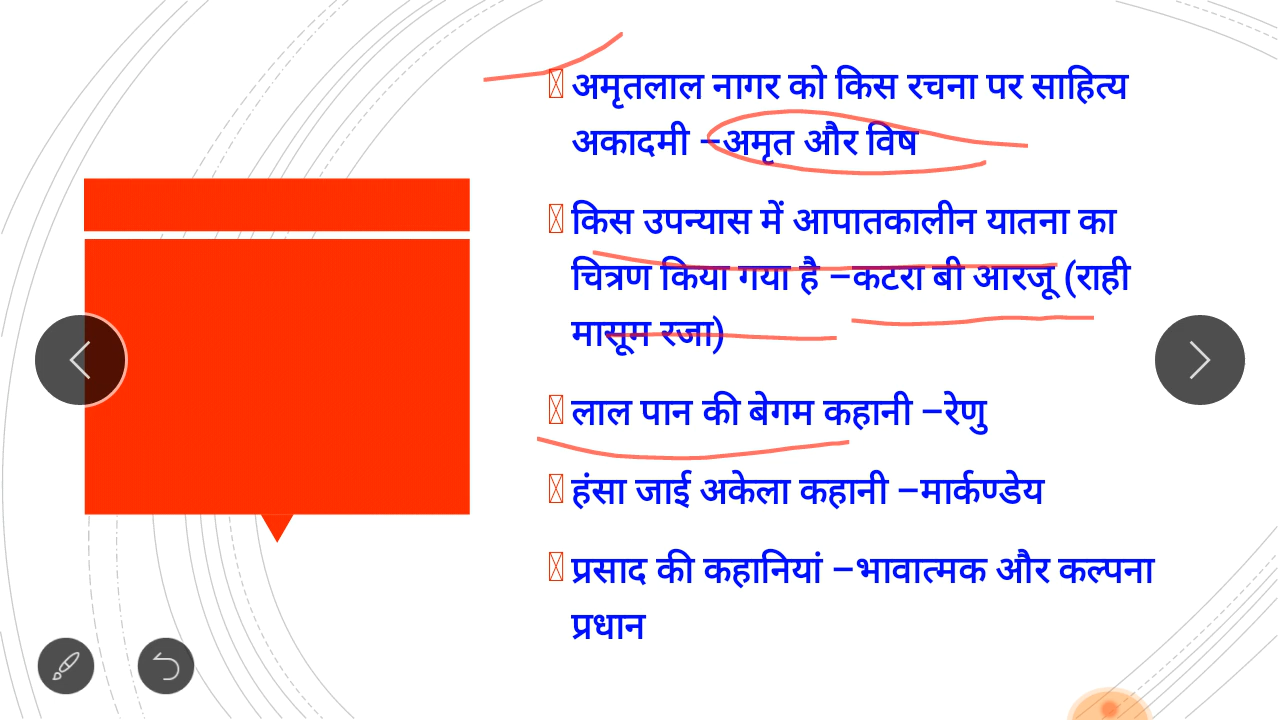 अमृतलाल नागर को किस रचना पर साहित्य
अकादमी –अमृत और विष
किस उपन्यास में आपातकालीन यातना का
चित्रण किया गया है –कटरा बी आरजू (राही
मासूम रजा)
लाल पान की बेगम कहानी –रेणु
हंसा जाई अकेला कहानी –मार्कण्डेय
प्रसाद की कहानियां –भावात्मक और कल्पना
प्रधान